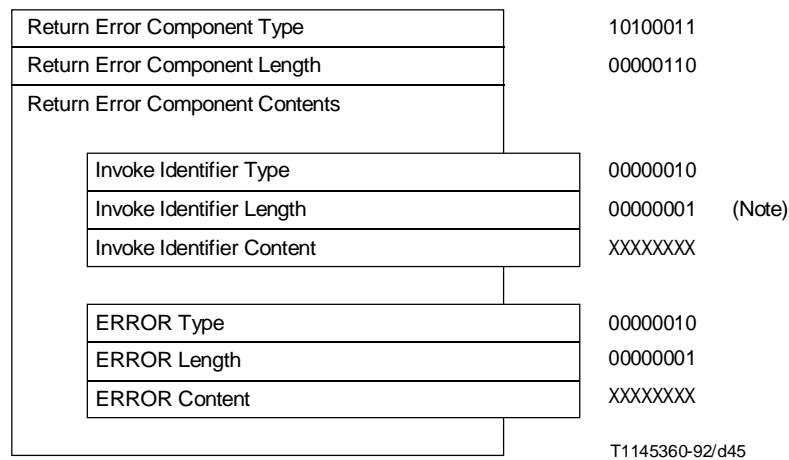 Return Error Component Type 10100011
Return Error Component Length 00000110
Return Error Component Contents
Invoke Identifier Type 00000010
Invoke Identifier Length 00000001 (Note)
Invoke Identifier Content XXXXXXXX
ERROR Type 00000010
ERROR Length 00000001
ERROR Content XXXXXXXX
T1145360-92/d45